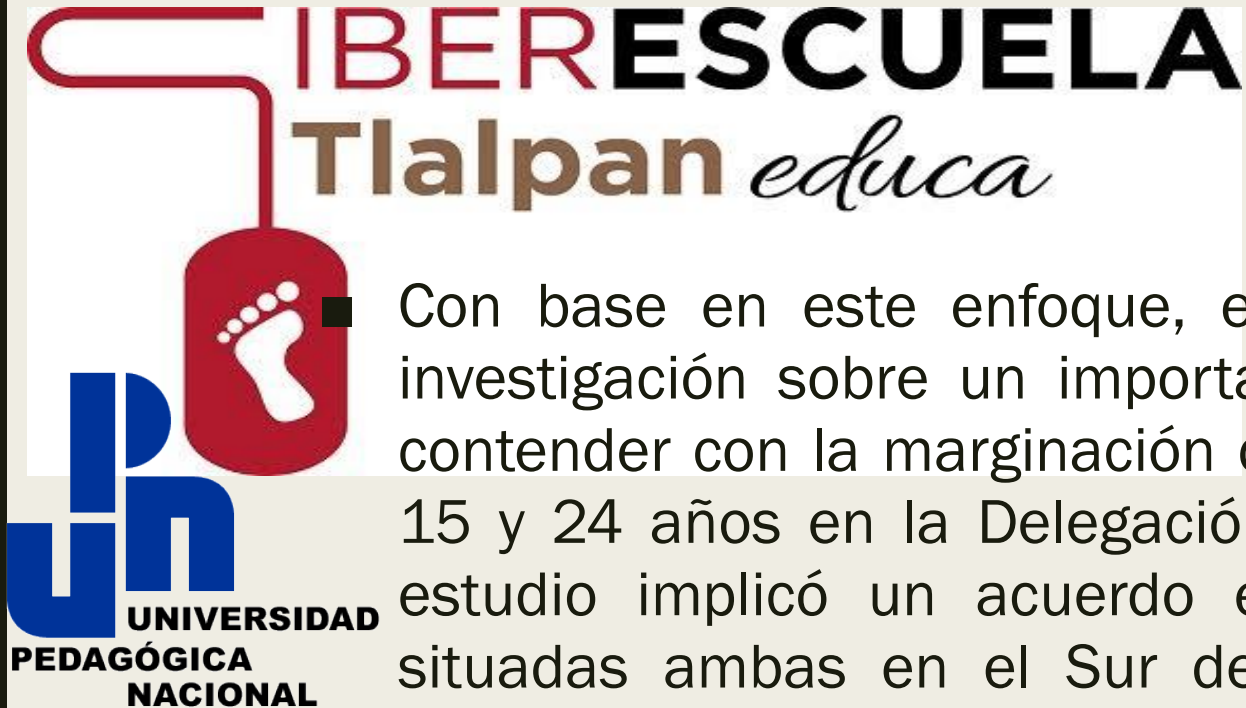 CIBERESCUELA
Tlalpan educa
Con base en este enfoque,
investigación sobre un
contender con la marginación
15 y 24 años en la
estudio implicó un acuerdo
situadas ambas en el Sur
UNIVERSIDAD
PEDAGÓGICA
NACIONAL